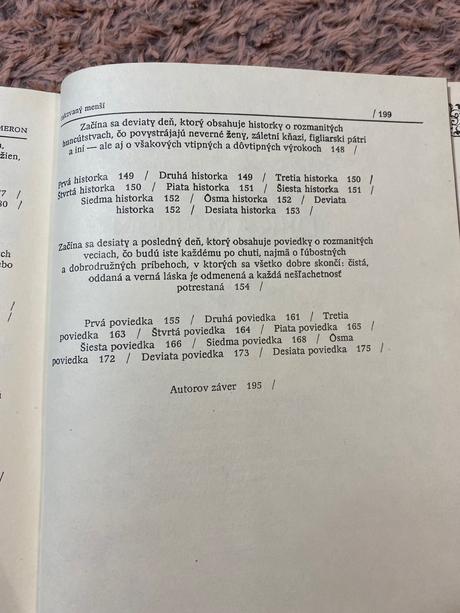 MERON
žien,
/ 199
menší
Začína sa deviaty deň, ktorý obsahuje historky o rozmanitých
huncútstvach, čo povystrájajú neverné ženy, záletní kňazi, figliarski pátri
a iní — ale aj o všakových vtipných a dôvtipných výrokoch 148 /
Prvá historka 149 / Druhá historka 149 / Tretia historka 150 /
Štvrtá historka 150 / Piata historka 151 / Šiesta historka 151 /
Siedma historka 152 / Ôsma historka 152 / Deviata
historka 152 / Desiata historka 153 /
Začína sa desiaty a posledný deň, ktorý obsahuje poviedky o rozmanitých
veciach, čo budú iste každému po chuti, najmä o ľúbostných
a dobrodružných príbehoch, v ktorých sa všetko dobre skončí: čistá,
oddaná a verná láska je odmenená a každá nešľachetnosť
potrestaná 154 /
Prvá poviedka 155 / Druhá poviedka 161 / Tretia
poviedka 163 / Štvrtá poviedka 164 / Piata poviedka 165 /
Šiesta poviedka 166 / Siedma poviedka 168 / Ôsma
poviedka 172 / Deviata poviedka 173 / Desiata poviedka 175 /
Autorov záver 195 /